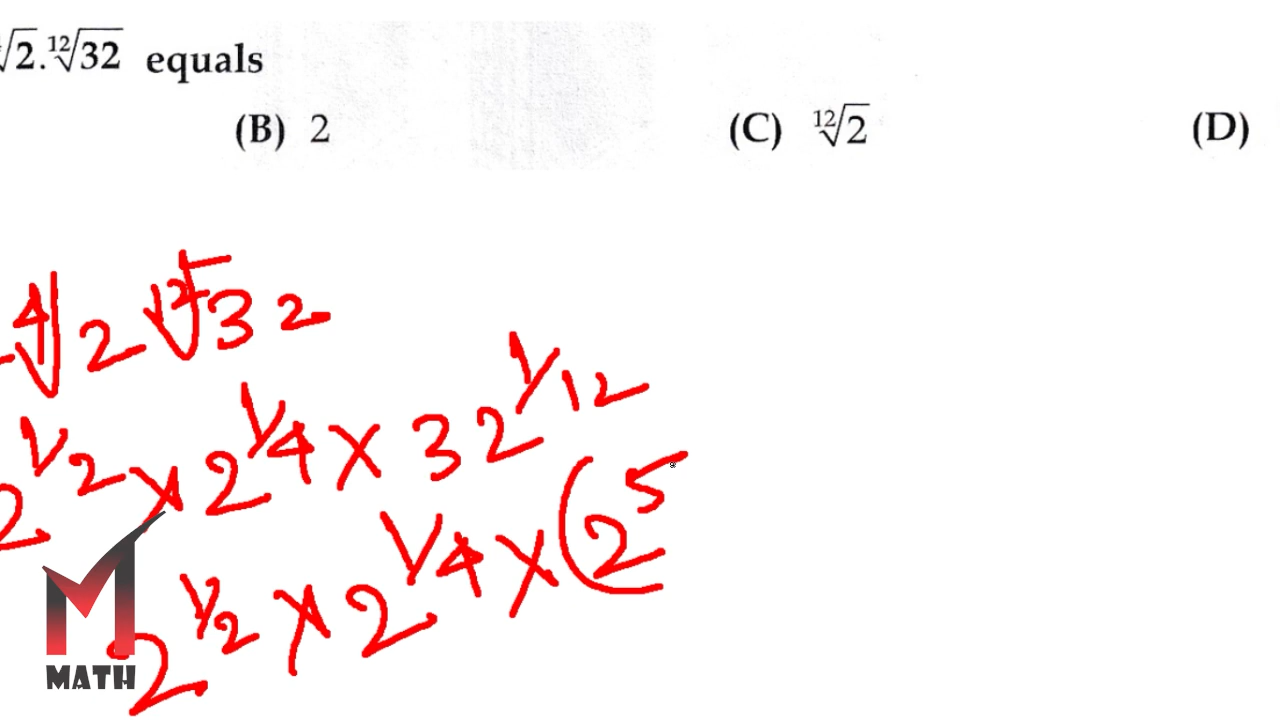 √2.¹²√32 equals
(B) 2 (C) ¹²√2 (D)
⁴√2 ¹²√32
2^1/2 × 2^1/4 × 32^1/12
2^1/2 × 2^1/4 × (2^5
MATH